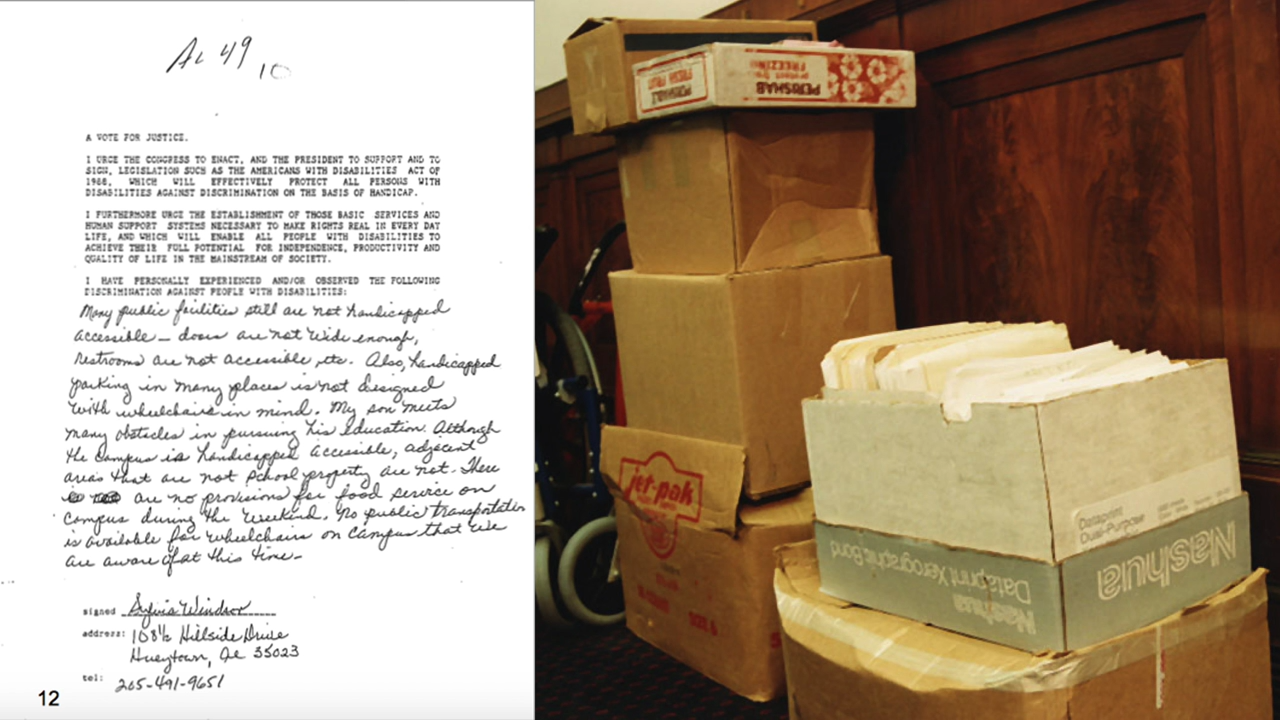 AL 49
10
A VOTE FOR JUSTICE.
I URGE THE CONGRESS TO ENACT, AND THE PRESIDENT TO SUPPORT AND TO
SIGN, LEGISLATION SUCH AS THE AMERICANS WITH DISABILITIES ACT OF
1988, WHICH WILL EFFECTIVELY PROTECT ALL PERSONS WITH
DISABILITIES AGAINST DISCRIMINATION ON THE BASIS OF HANDICAP.
I FURTHERMORE URGE THE ESTABLISHMENT OF THOSE BASIC SERVICES AND
HUMAN SUPPORT SYSTEMS NECESSARY TO MAKE RIGHTS REAL IN EVERY DAY
LIFE, AND WHICH WILL ENABLE ALL PEOPLE WITH DISABILITIES TO
ACHIEVE THEIR FULL POTENTIAL FOR INDEPENDENCE, PRODUCTIVITY AND
QUALITY OF LIFE IN THE MAINSTREAM OF SOCIETY.
I HAVE PERSONALLY EXPERIENCED AND/OR OBSERVED THE FOLLOWING
DISCRIMINATION AGAINST PEOPLE WITH DISABILITIES:
Many public facilities still are not handicapped
accessible – doors are not wide enough,
restrooms are not accessible, etc. Also, handicapped
parking in many places is not designed
with wheelchairs in mind. My son meets
many obstacles in pursuing his education. Although
the campus is handicapped accessible, adjacent
areas that are not school property are not. There
are no provisions for food service on
campus during the weekend. No public transportation
is available for wheelchairs on campus that we
are aware of at this time –
signed Sylvia Windsor
address: 108½ Hillside Drive
Hueytown, Al 35023
tel: 205-491-9651
12
PERISHABLE
FRESH FRUIT
PERISHAB
protect from
FREEZING
jet-pak
SIZE 6
Dataprint
Dual-Purpose
Nashua
Dataprint Xerographic Bond
Nashua